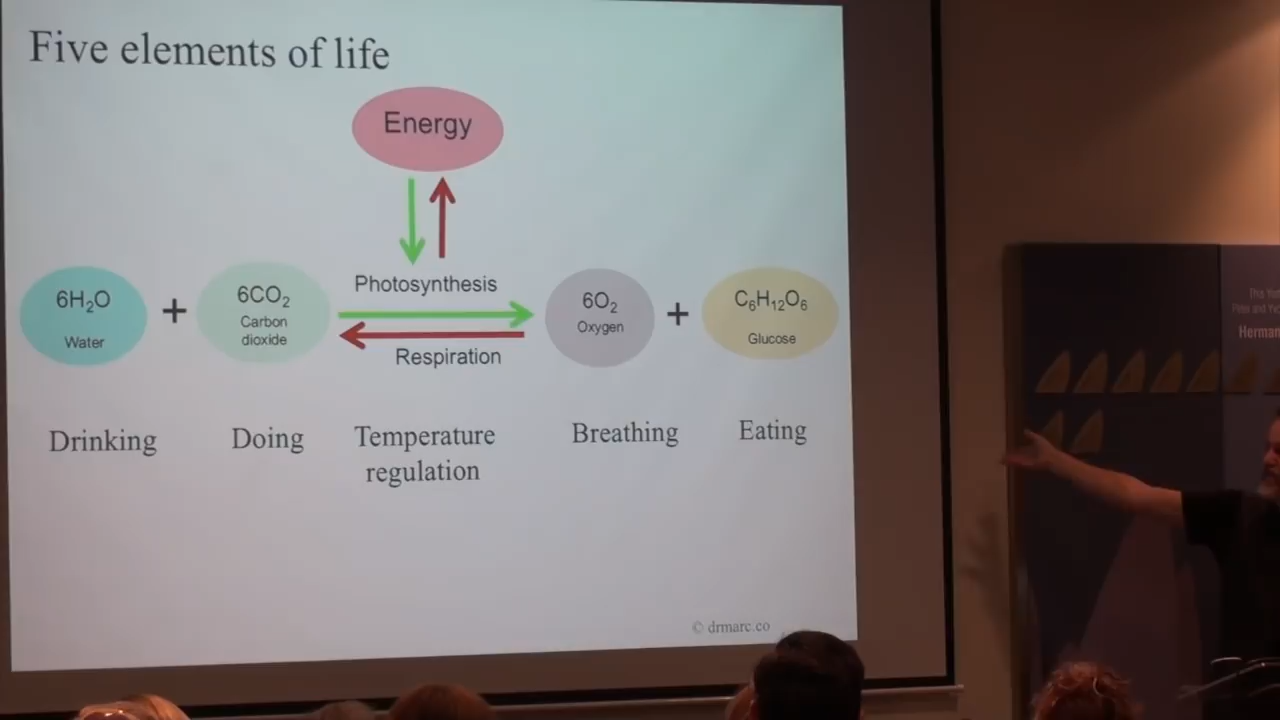 Five elements of life
Energy
Photosynthesis
6H₂O
Water
+
6CO₂
Carbon
dioxide
6O₂
Oxygen
+
C₆H₁₂O₆
Glucose
Respiration
Drinking
Doing
Temperature
regulation
Breathing
Eating
© drmarc.co
Herman